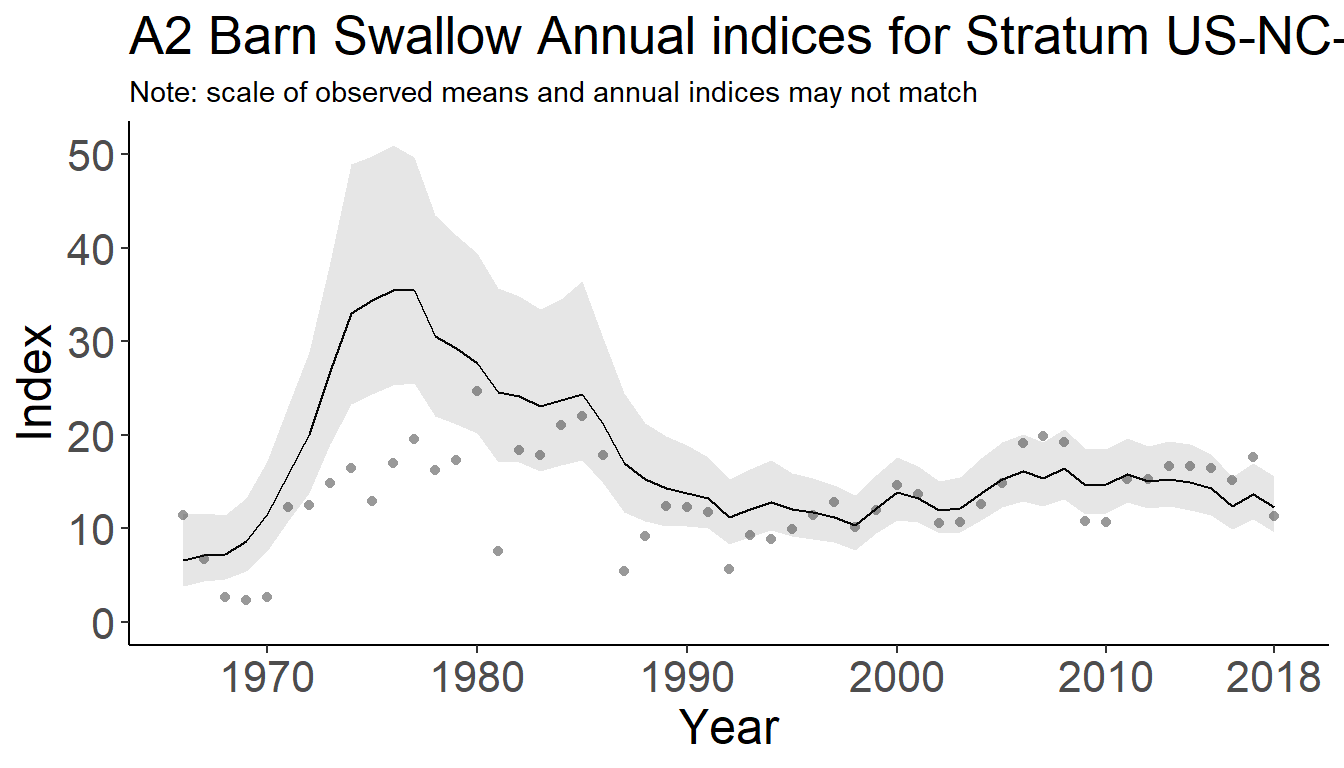 A2 Barn Swallow Annual indices for Stratum US-NC-
Note: scale of observed means and annual indices may not match
50
40
30
20
10
0
Index
1970 1980 1990 2000 2010 2018
Year